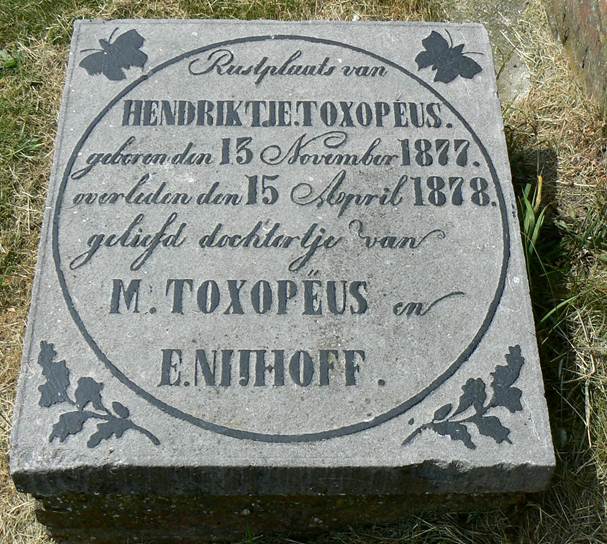 Rustplaats van
HENDRIKTJE.TOXOPËUS.
geboren den 13 November 1877.
overleden den 15 April 1878.
geliefd dochtertje van
M. TOXOPËUS en
E. NIJHOFF.